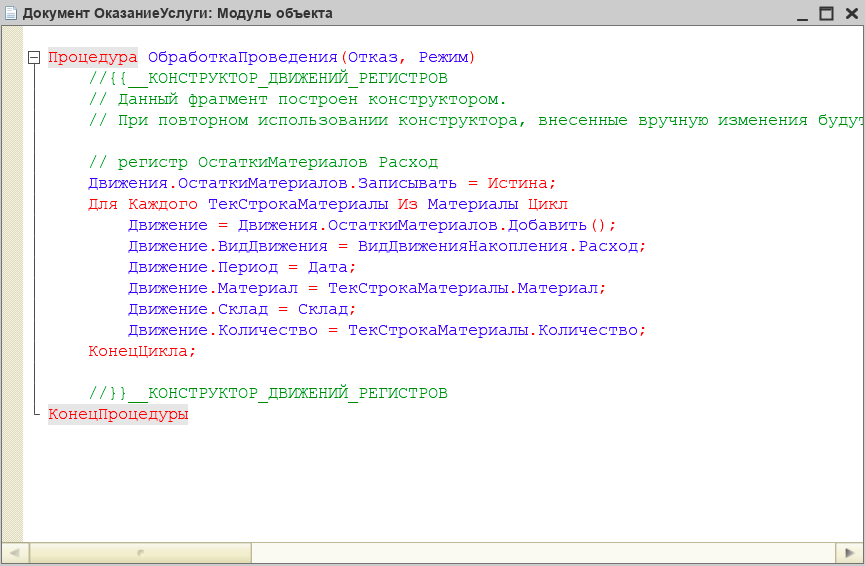 Документ ОказаниеУслуги: Модуль объекта
Процедура ОбработкаПроведения(Отказ, Режим)
//{{__КОНСТРУКТОР_ДВИЖЕНИЙ_РЕГИСТРОВ
// Данный фрагмент построен конструктором.
// При повторном использовании конструктора, внесенные вручную изменения будут
// регистр ОстаткиМатериалов Расход
Движения.ОстаткиМатериалов.Записывать = Истина;
Для Каждого ТекСтрокаМатериалы Из Материалы Цикл
Движение = Движения.ОстаткиМатериалов.Добавить();
Движение.ВидДвижения = ВидДвиженияНакопления.Расход;
Движение.Период = Дата;
Движение.Материал = ТекСтрокаМатериалы.Материал;
Движение.Склад = Склад;
Движение.Количество = ТекСтрокаМатериалы.Количество;
КонецЦикла;
//}}__КОНСТРУКТОР_ДВИЖЕНИЙ_РЕГИСТРОВ
КонецПроцедуры